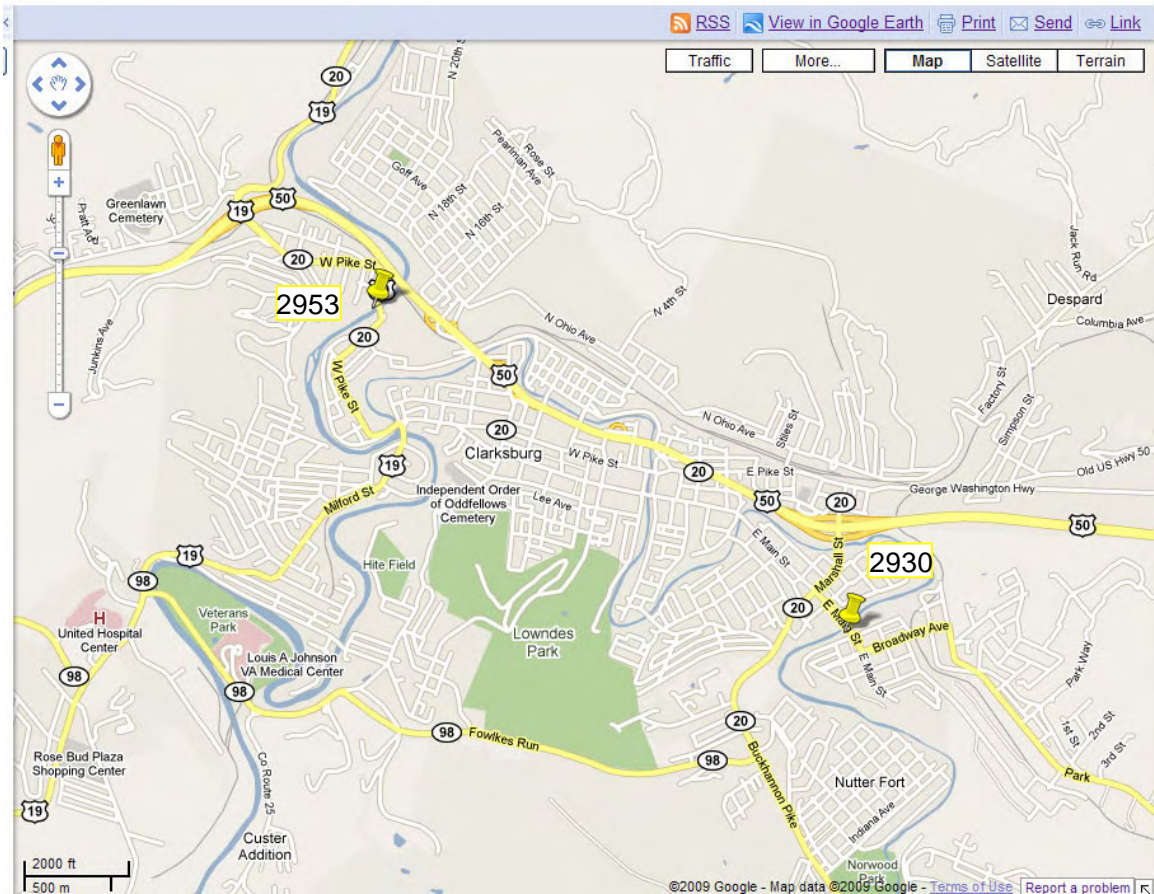 RSS View in Google Earth Print Send Link
Traffic More... Map Satellite Terrain
N 20th St
20
19
Rose St
Pearlman Ave
Goff Ave
N 18th St
N 16th St
Greenlawn
Cemetery
Pratt Ad
19
50
20
W Pike St
2953
N 4th St
Jack Run Rd
Despard
Columbia Ave
Junkins Ave
20
W Pike St
N Ohio Ave
50
Factory St
Simpson St
20
Clarksburg
W Pike St
N Ohio Ave
Stiles St
20
E Pike St
Old US Hwy 50
George Washington Hwy
19
Milford St
Independent Order
of Oddfellows
Cemetery
Lee Ave
50
20
50
E Main St
Marshall St
2930
19
98
Hite Field
H
United Hospital
Center
Veterans
Park
Louis A Johnson
VA Medical Center
Lowndes
Park
20
E Main St
Broadway Ave
E Main St
Park Way
98
98
98
Fowlkes Run
98
20
1st St
2nd St
3rd St
Rose Bud Plaza
Shopping Center
Co Route 25
Buckhannon Pike
Nutter Fort
Park
19
Custer
Addition
Indiana Ave
Norwood
Park
2000 ft
500 m
©2009 Google - Map data ©2009 Google - Terms of Use Report a problem